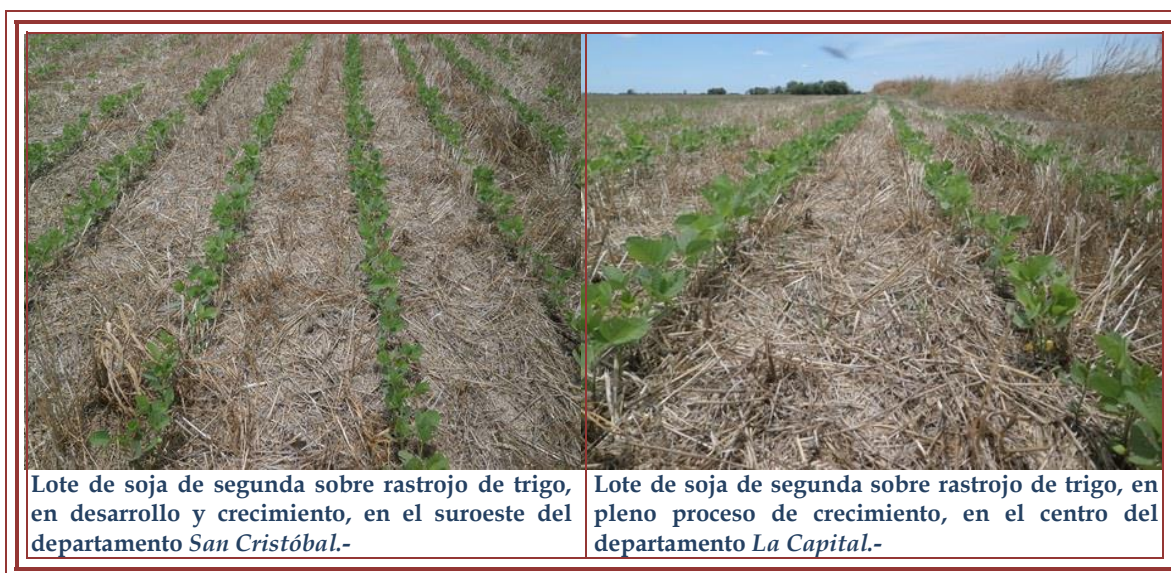 Lote de soja de segunda sobre rastrojo de trigo,
en desarrollo y crecimiento, en el suroeste del
departamento San Cristóbal.-
Lote de soja de segunda sobre rastrojo de trigo, en
pleno proceso de crecimiento, en el centro del
departamento La Capital.-